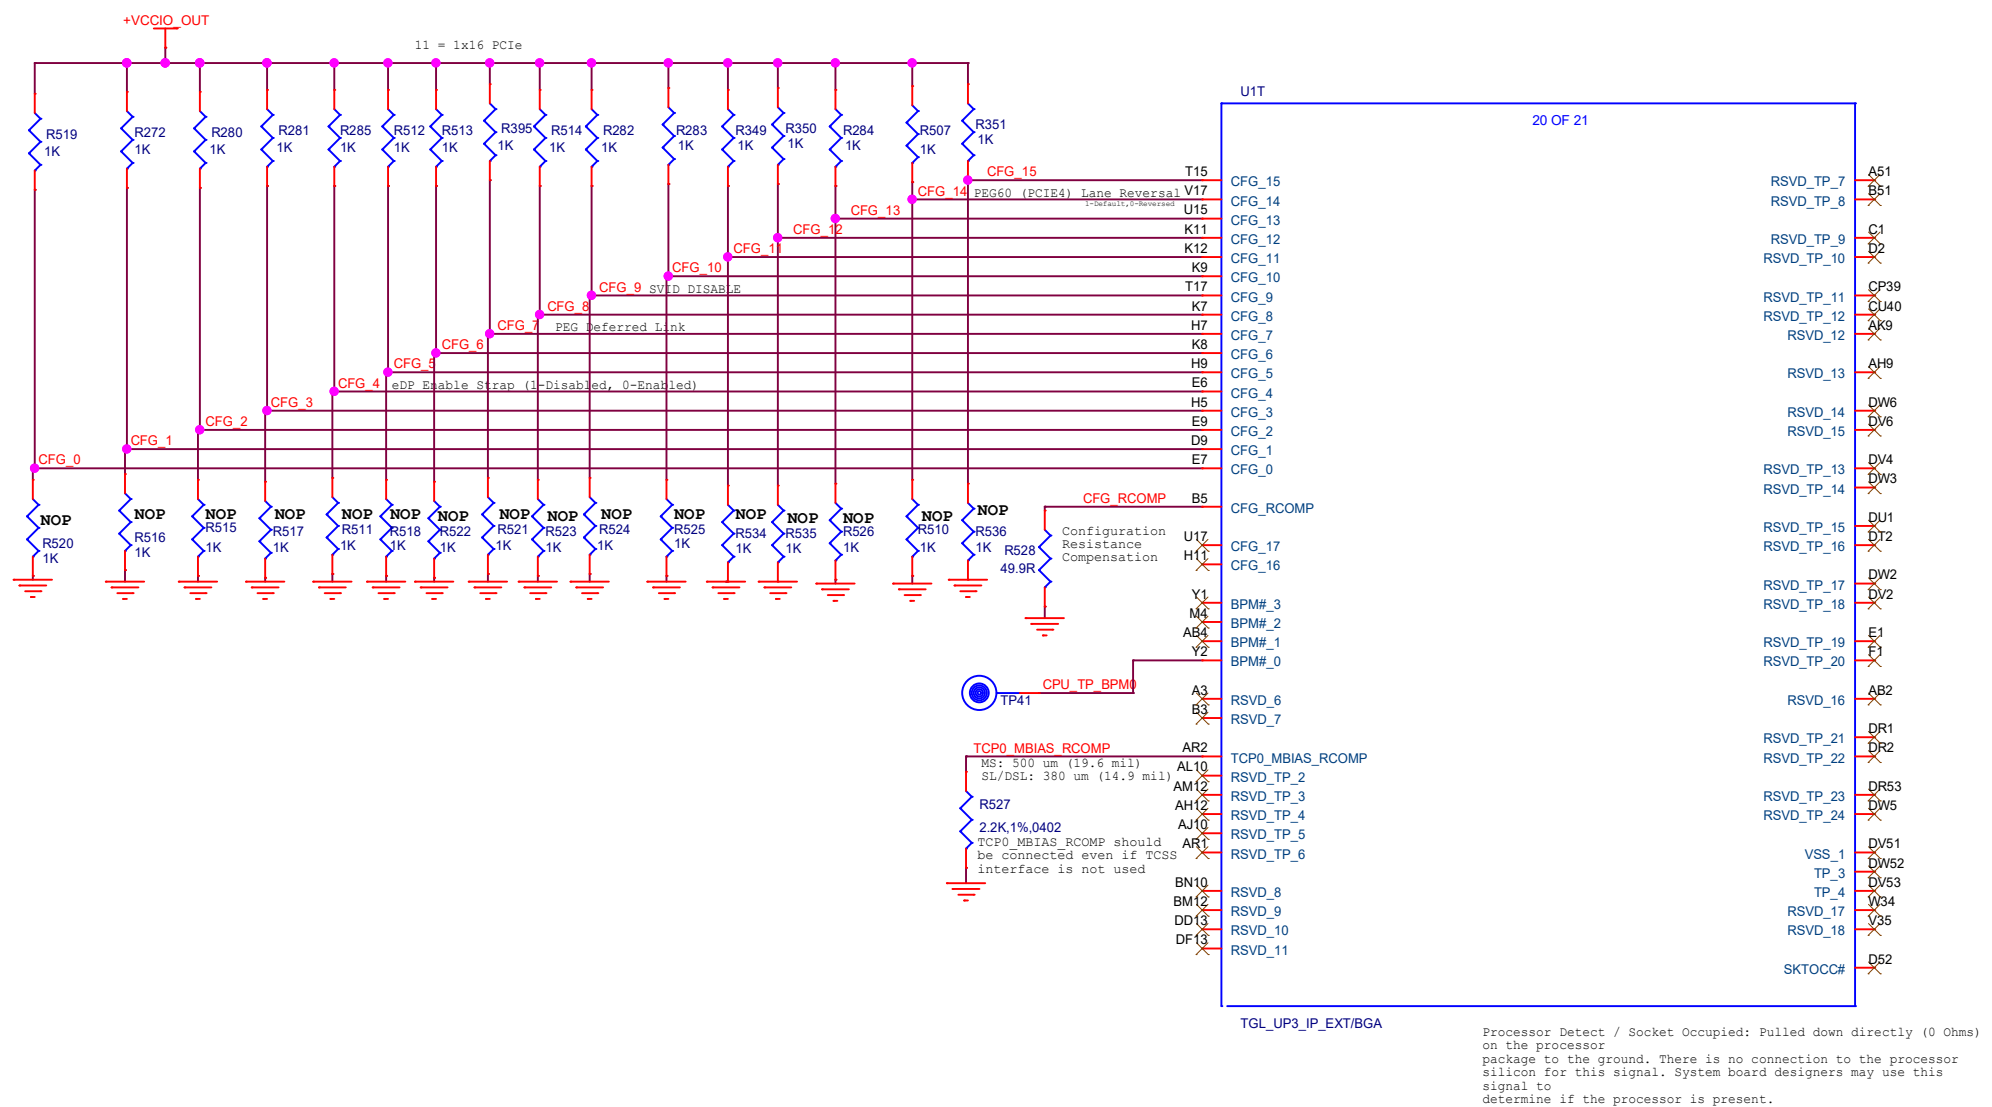 +VCCIO_OUT
11 = 1x16 PCIe
R519
1K
R272
1K
R280
1K
R281
1K
R285
1K
R512
1K
R513
1K
R395
1K
R514
1K
R282
1K
R283
1K
R349
1K
R350
1K
R284
1K
R507
1K
R351
1K
CFG_15
CFG_14
PEG60 (PCIE4) Lane Reversal
1-Default,0-Reversed
CFG_13
CFG_12
CFG_11
CFG_10
CFG_9
SVID DISABLE
CFG_8
CFG_7
PEG Deferred Link
CFG_6
CFG_5
CFG_4
eDP Enable Strap (1-Disabled, 0-Enabled)
CFG_3
CFG_2
CFG_1
CFG_0
NOP
R520
1K
NOP
R516
1K
NOP
R515
1K
NOP
R517
1K
NOP
R511
1K
NOP
R518
1K
NOP
R522
1K
NOP
R521
1K
NOP
R523
1K
NOP
R524
1K
NOP
R525
1K
NOP
R534
1K
NOP
R535
1K
NOP
R526
1K
NOP
R510
1K
NOP
R536
1K
CFG_RCOMP
Configuration
Resistance
Compensation
R528
49.9R
TP41
CPU_TP_BPM0
TCP0_MBIAS_RCOMP
MS: 500 um (19.6 mil)
SL/DSL: 380 um (14.9 mil)
R527
2.2K,1%,0402
TCP0_MBIAS_RCOMP should
be connected even if TCSS
interface is not used
U1T
20 OF 21
T15 CFG_15
V17 CFG_14
U15 CFG_13
K11 CFG_12
K12 CFG_11
K9 CFG_10
T17 CFG_9
K7 CFG_8
H7 CFG_7
K8 CFG_6
H9 CFG_5
E6 CFG_4
H5 CFG_3
E9 CFG_2
D9 CFG_1
E7 CFG_0
B5 CFG_RCOMP
U17 CFG_17
H11 CFG_16
Y1 BPM#_3
M4 BPM#_2
AB4 BPM#_1
Y2 BPM#_0
A3 RSVD_6
B3 RSVD_7
AR2 TCP0_MBIAS_RCOMP
AL10 RSVD_TP_2
AM12 RSVD_TP_3
AH12 RSVD_TP_4
AJ10 RSVD_TP_5
AR1 RSVD_TP_6
BN10 RSVD_8
BM12 RSVD_9
DD13 RSVD_10
DF13 RSVD_11
RSVD_TP_7 A51
RSVD_TP_8 B51
RSVD_TP_9 C1
RSVD_TP_10 D2
RSVD_TP_11 CP39
RSVD_TP_12 CU40
RSVD_12 AK9
RSVD_13 AH9
RSVD_14 DW6
RSVD_15 DV6
RSVD_TP_13 DV4
RSVD_TP_14 DW3
RSVD_TP_15 DU1
RSVD_TP_16 DT2
RSVD_TP_17 DW2
RSVD_TP_18 DV2
RSVD_TP_19 E1
RSVD_TP_20 F1
RSVD_16 AB2
RSVD_TP_21 DR1
RSVD_TP_22 DR2
RSVD_TP_23 DR53
RSVD_TP_24 DW5
VSS_1 DV51
TP_3 DW52
TP_4 DV53
RSVD_17 W34
RSVD_18 V35
SKTOCC# D52
TGL_UP3_IP_EXT/BGA
Processor Detect / Socket Occupied: Pulled down directly (0 Ohms)
on the processor
package to the ground. There is no connection to the processor
silicon for this signal. System board designers may use this
signal to
determine if the processor is present.